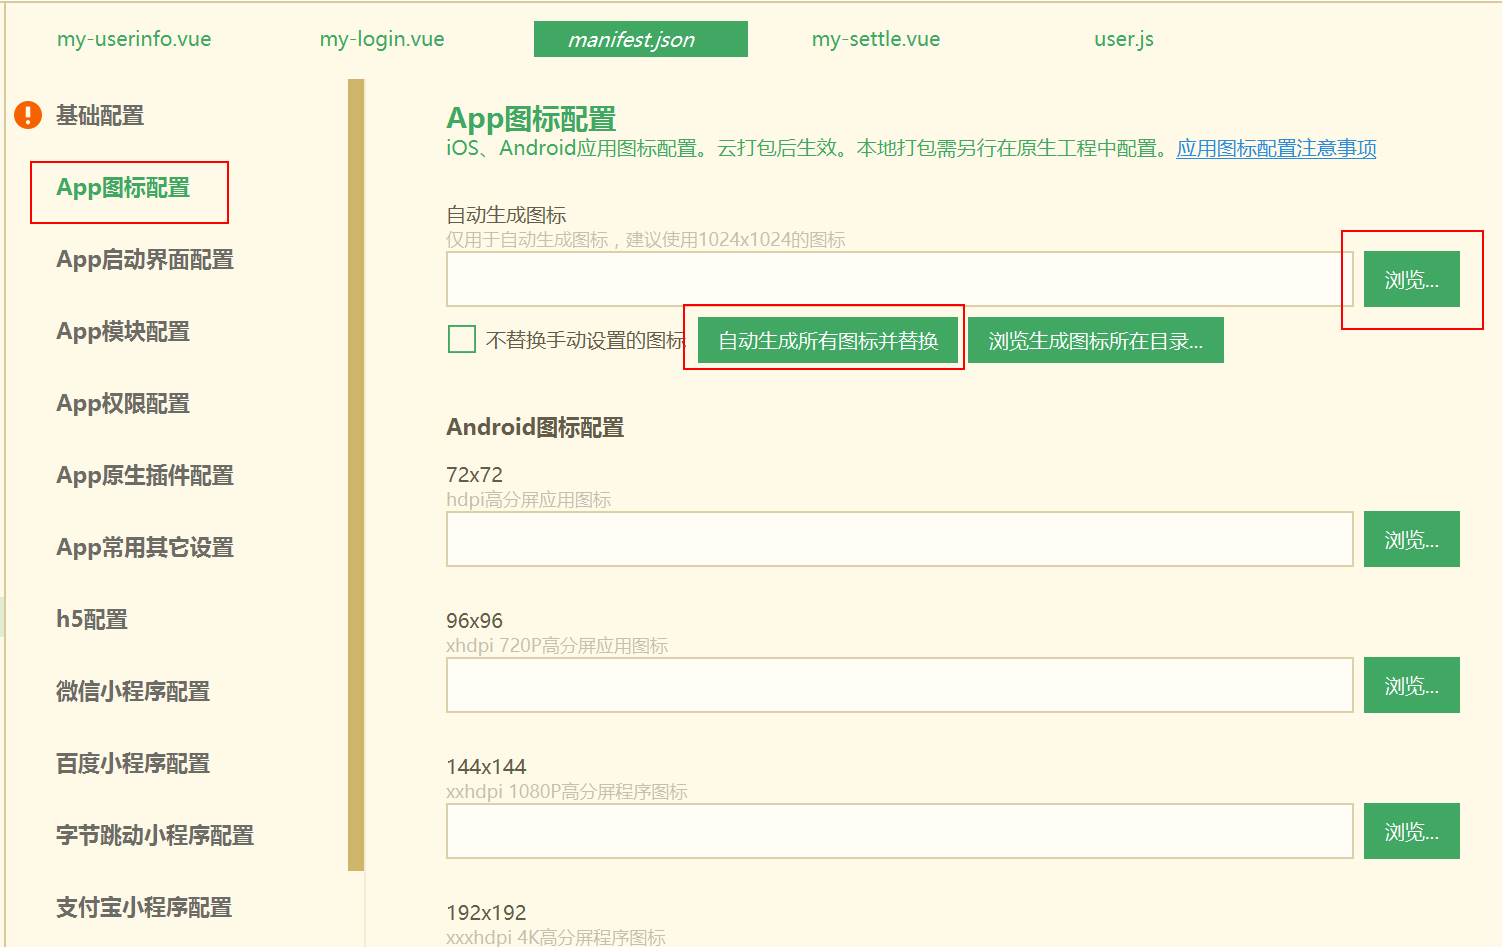 my-userinfo.vue
my-login.vue
manifest.json
my-settle.vue
user.js
基础配置
App图标配置
App启动界面配置
App模块配置
App权限配置
App原生插件配置
App常用其它设置
h5配置
微信小程序配置
百度小程序配置
字节跳动小程序配置
支付宝小程序配置
App图标配置
iOS、Android应用图标配置。云打包后生效。本地打包需另行在原生工程中配置。应用图标配置注意事项
自动生成图标
仅用于自动生成图标，建议使用1024x1024的图标
浏览...
不替换手动设置的图标
自动生成所有图标并替换
浏览生成图标所在目录...
Android图标配置
72x72
hdpi高分屏应用图标
浏览...
96x96
xhdpi 720P高分屏应用图标
浏览...
144x144
xxhdpi 1080P高分屏程序图标
浏览...
192x192
xxxhdpi 4K高分屏程序图标